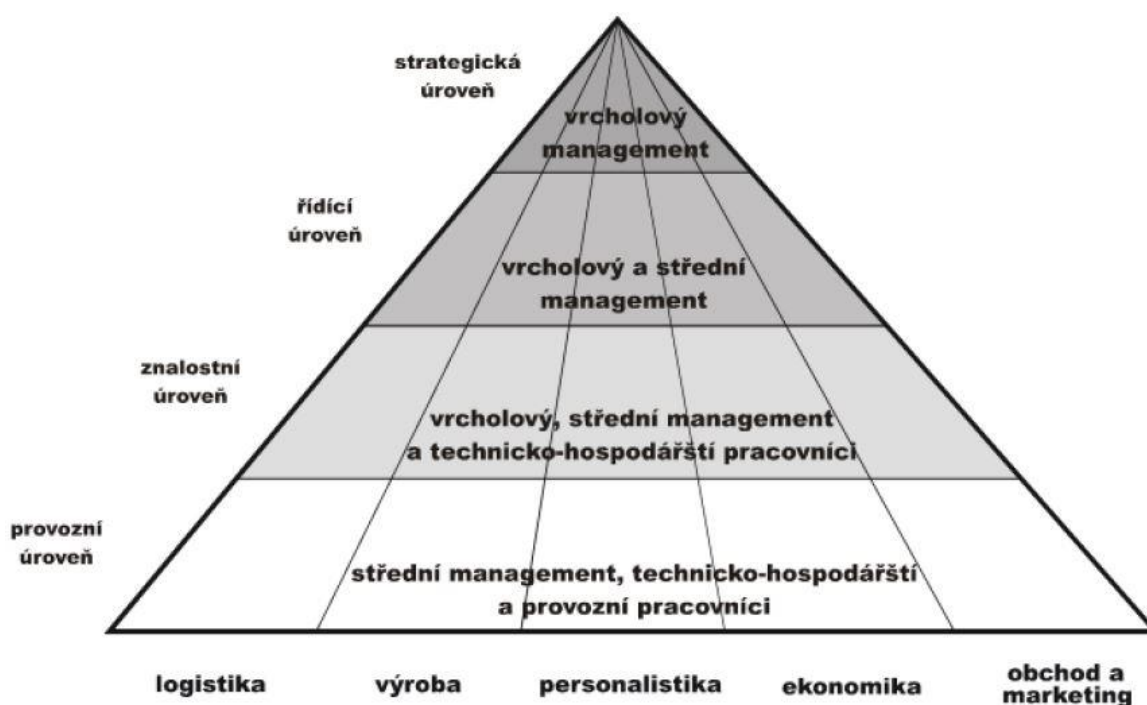 strategická
úroveň
vrcholový
management
řídící
úroveň
vrcholový a střední
management
znalostní
úroveň
vrcholový, střední management
a technicko-hospodářští pracovníci
provozní
úroveň
střední management, technicko-hospodářští
a provozní pracovníci
logistika
výroba
personalistika
ekonomika
obchod a
marketing